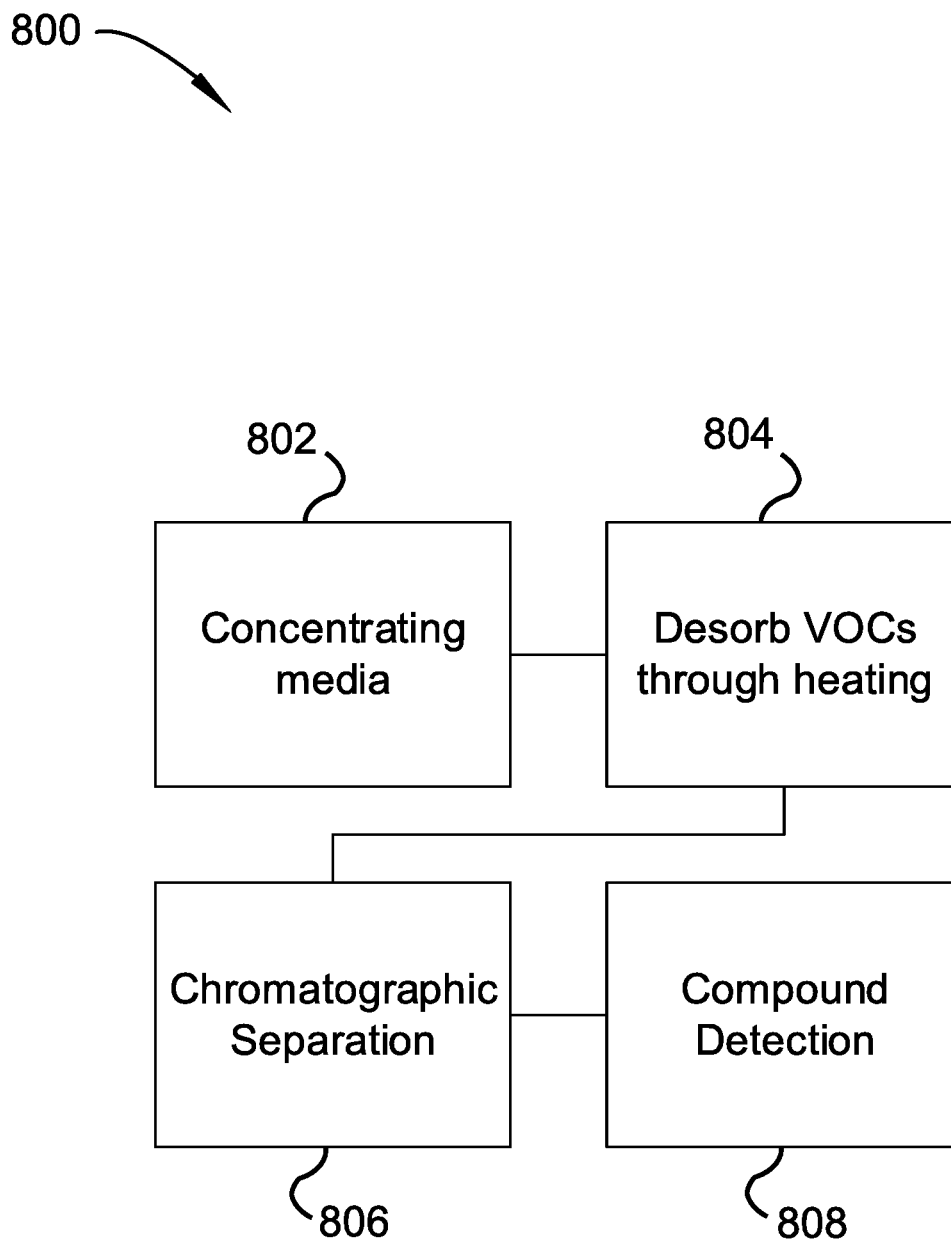 800
802
804
Concentrating
media
Desorb VOCs
through heating
Chromatographic
Separation
Compound
Detection
806
808